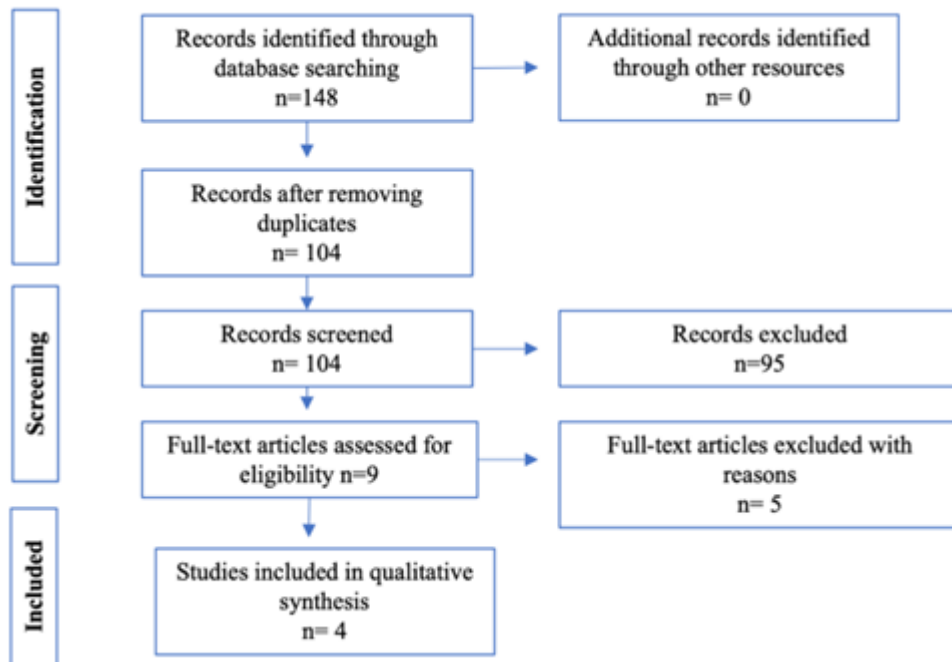 Identification
Records identified through
database searching
n=148
Additional records identified
through other resources
n= 0
Records after removing
duplicates
n= 104
Screening
Records screened
n= 104
Records excluded
n=95
Full-text articles assessed for
eligibility n=9
Full-text articles excluded with
reasons
n= 5
Included
Studies included in qualitative
synthesis
n= 4